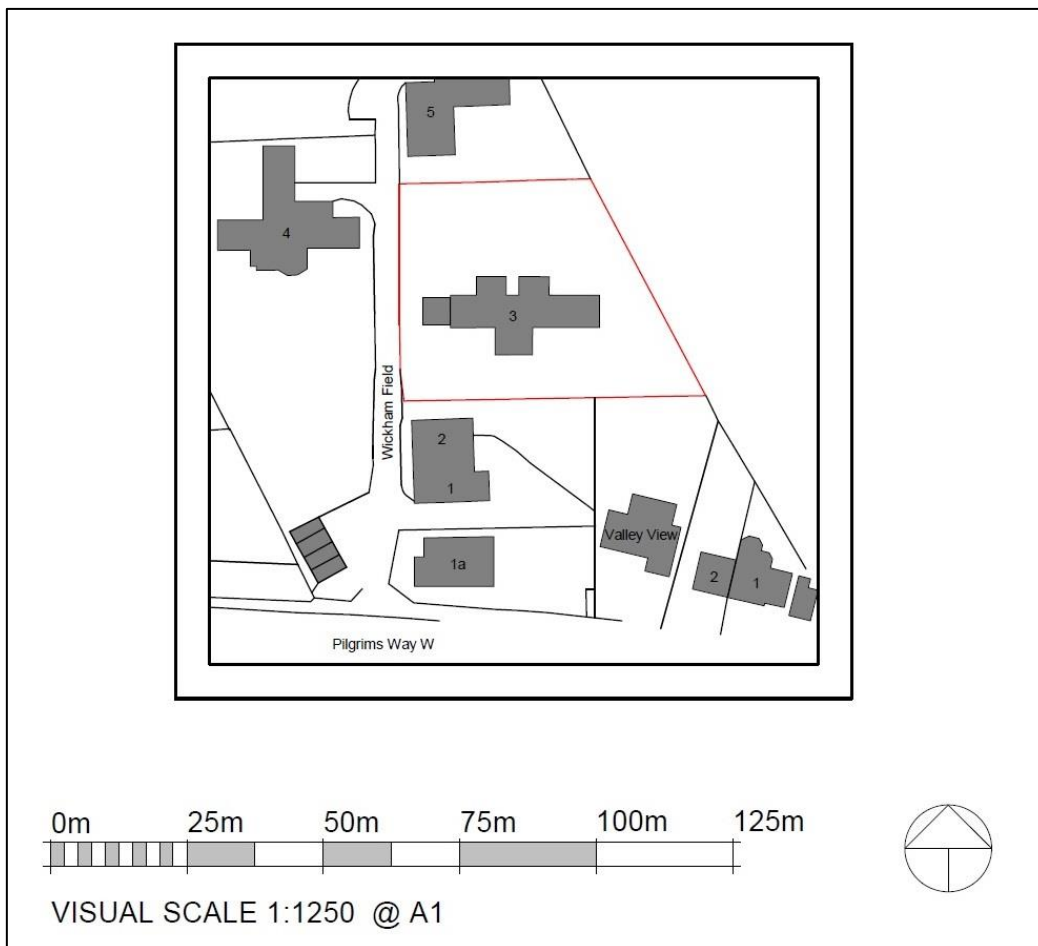 5
4
3
Wickham Field
2
1
Valley View
1a
2
1
Pilgrims Way W
0m 25m 50m 75m 100m 125m
VISUAL SCALE 1:1250 @ A1